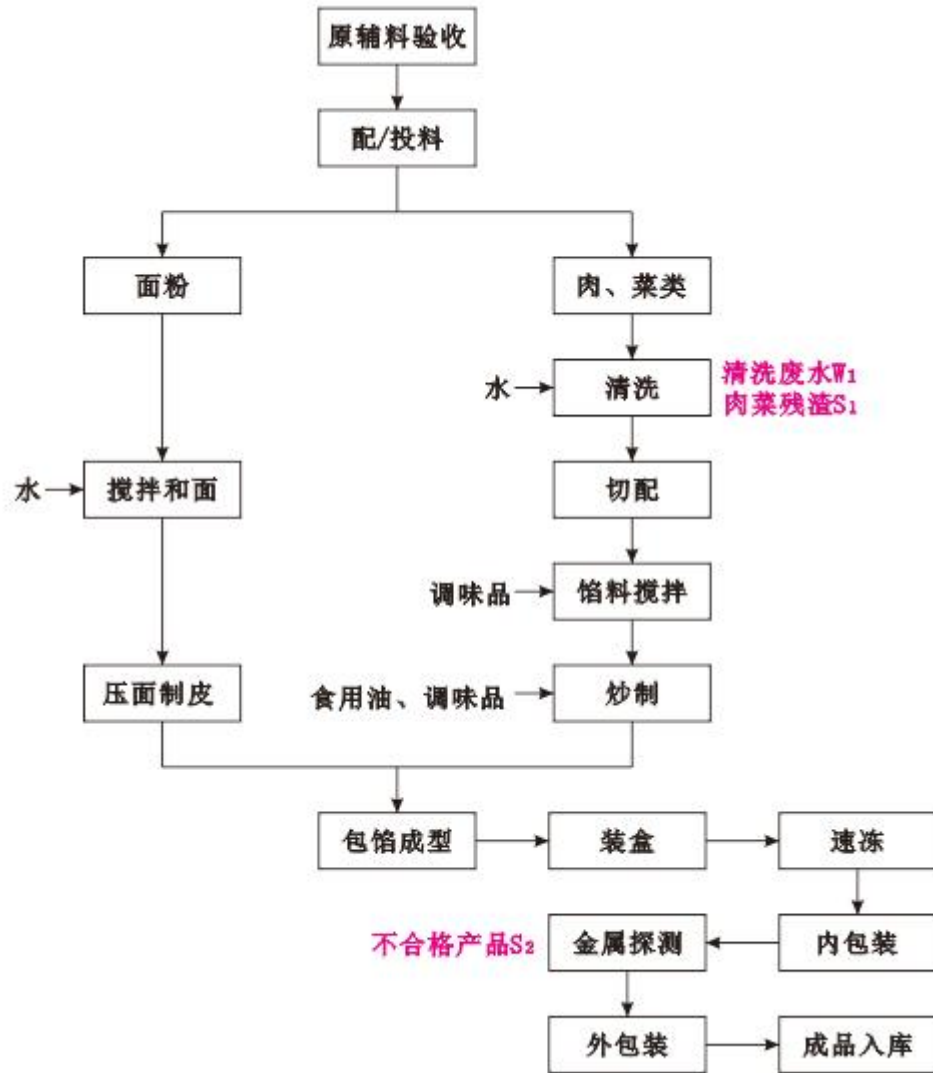 原辅料验收
配/投料
面粉
肉、菜类
水
清洗
清洗废水W₁
肉菜残渣S₁
水
搅拌和面
切配
调味品
馅料搅拌
压面制皮
食用油、调味品
炒制
包馅成型
装盒
速冻
不合格产品S₂
金属探测
内包装
外包装
成品入库